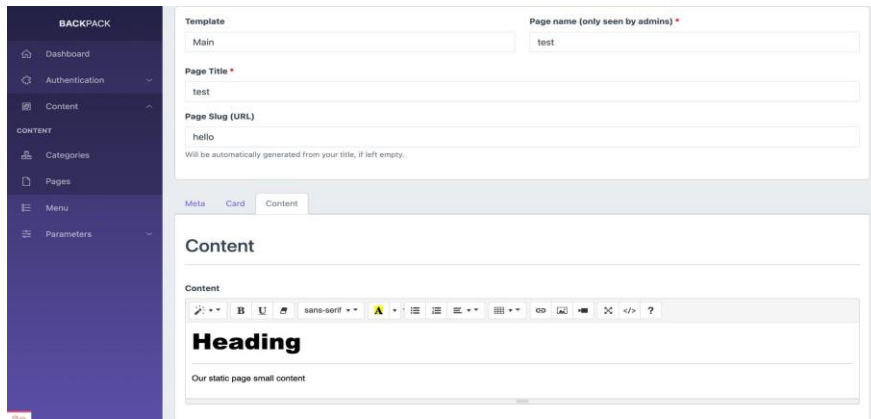 BACKPACK
Dashboard
Authentication
Content
CONTENT
Categories
Pages
Menu
Parameters
Template
Page name (only seen by admins) *
Main
test
Page Title *
test
Page Slug (URL)
hello
Will be automatically generated from your title, if left empty.
Meta
Card
Content
Content
Content
B U sans-serif A </> ?
Heading
Our static page small content